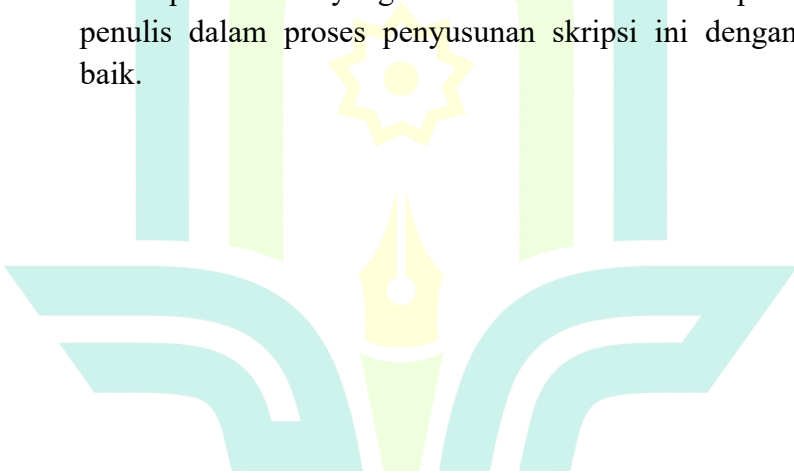 penulis dalam proses penyusunan skripsi ini dengan
baik.